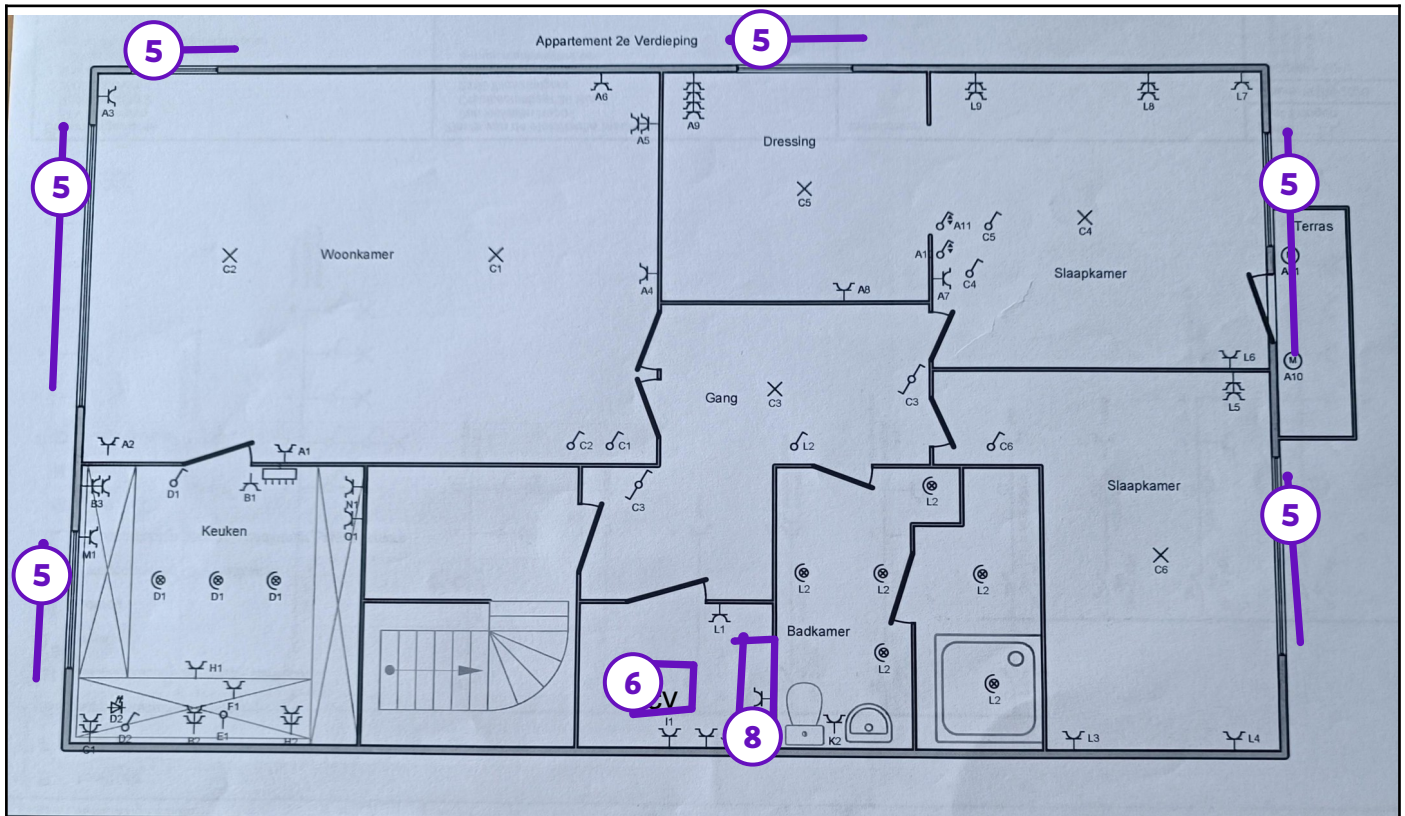 Appartement 2e Verdieping
5
5
A3
A6
A9
L9
L8
L7
A5
Dressing
5
5
C5
C4
A11
C5
Terras
C2
Woonkamer
C1
A1
A4
A7
C4
Slaapkamer
A8
M
A10
L6
Gang
C3
C3
L5
A2
A1
C2
C1
L2
C6
D1
B1
B3
N1
C3
L2
Slaapkamer
5
M1
Keuken
O1
5
D1
D1
D1
L2
L2
L2
C6
L1
Badkamer
L2
H1
6
CV
I1
L2
D2
F1
E1
D2
8
K2
L3
L4